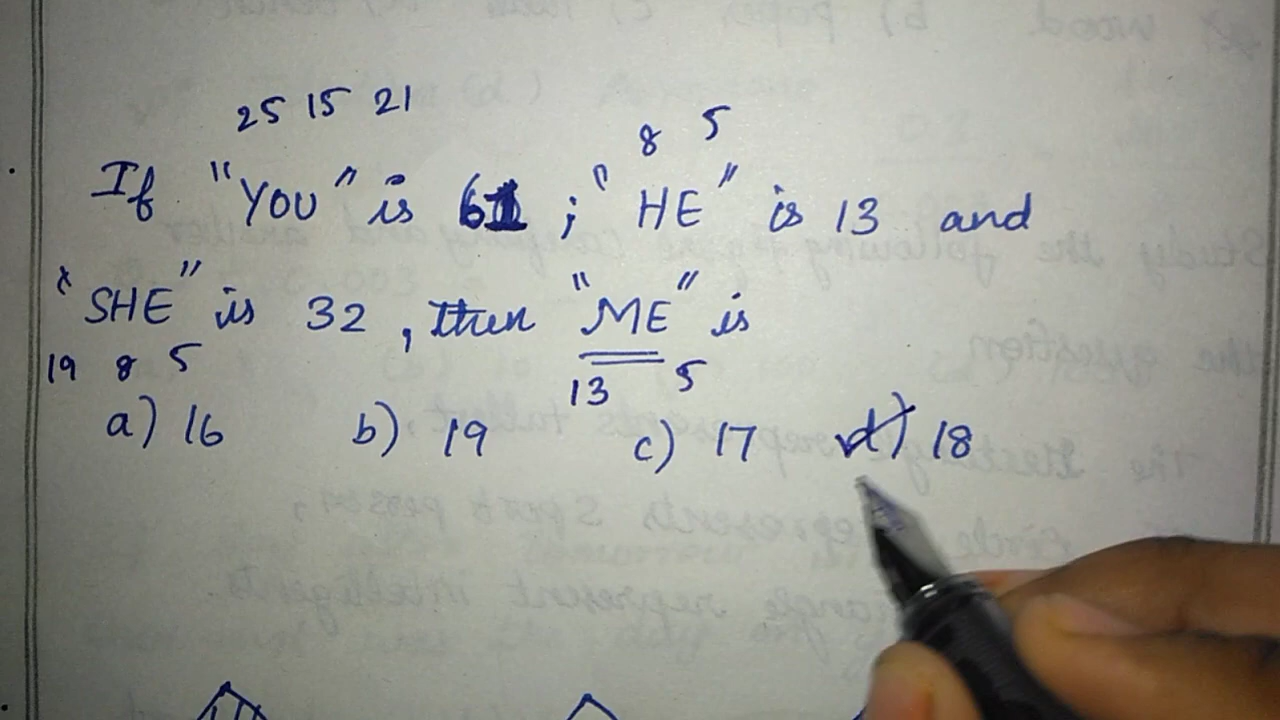 25 15 21
8 5
If "YOU" is 61 ; "HE" is 13 and
"SHE" is 32, then "ME" is
19 8 5
13 5
a) 16 b) 19 c) 17 d) 18